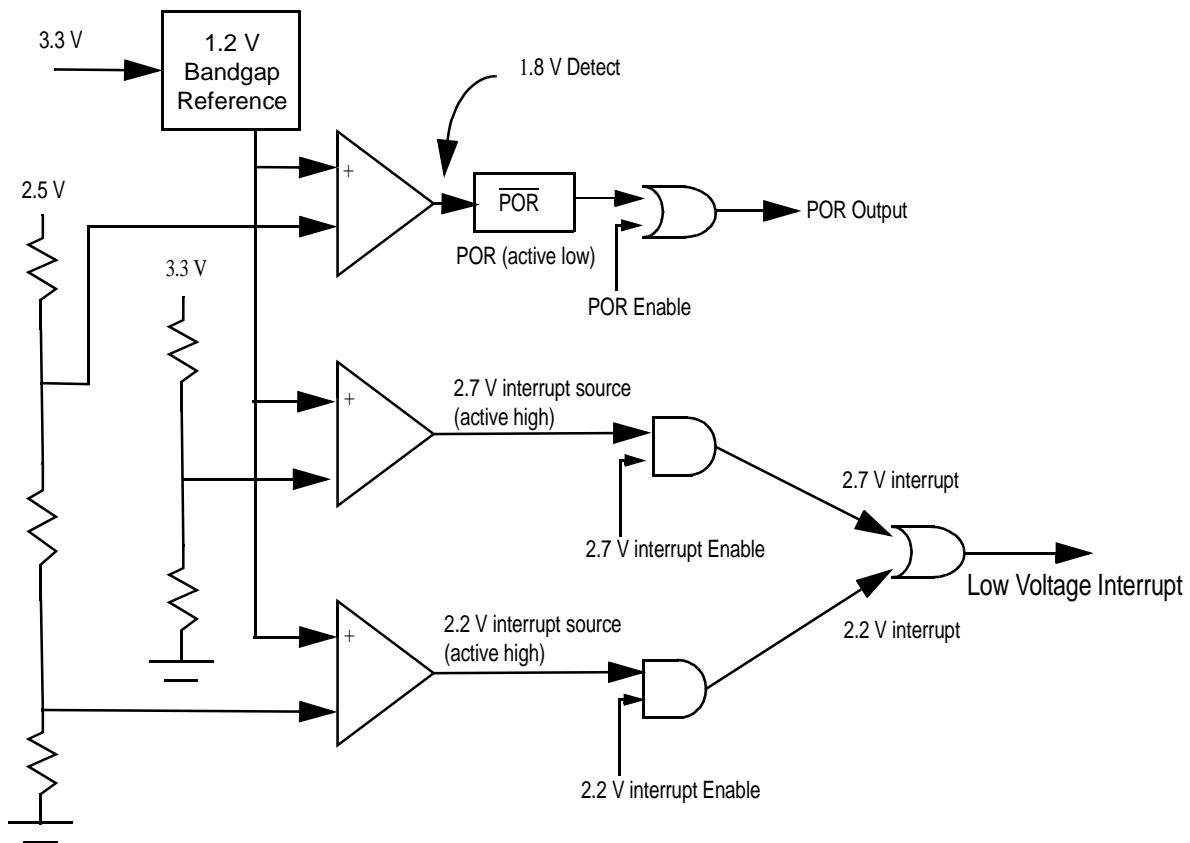 3.3 V
1.2 V
Bandgap
Reference
1.8 V Detect
2.5 V
+
POR
POR (active low)
POR Output
POR Enable
3.3 V
+
2.7 V interrupt source
(active high)
2.7 V interrupt Enable
2.7 V interrupt
Low Voltage Interrupt
2.2 V interrupt
+
2.2 V interrupt source
(active high)
2.2 V interrupt Enable